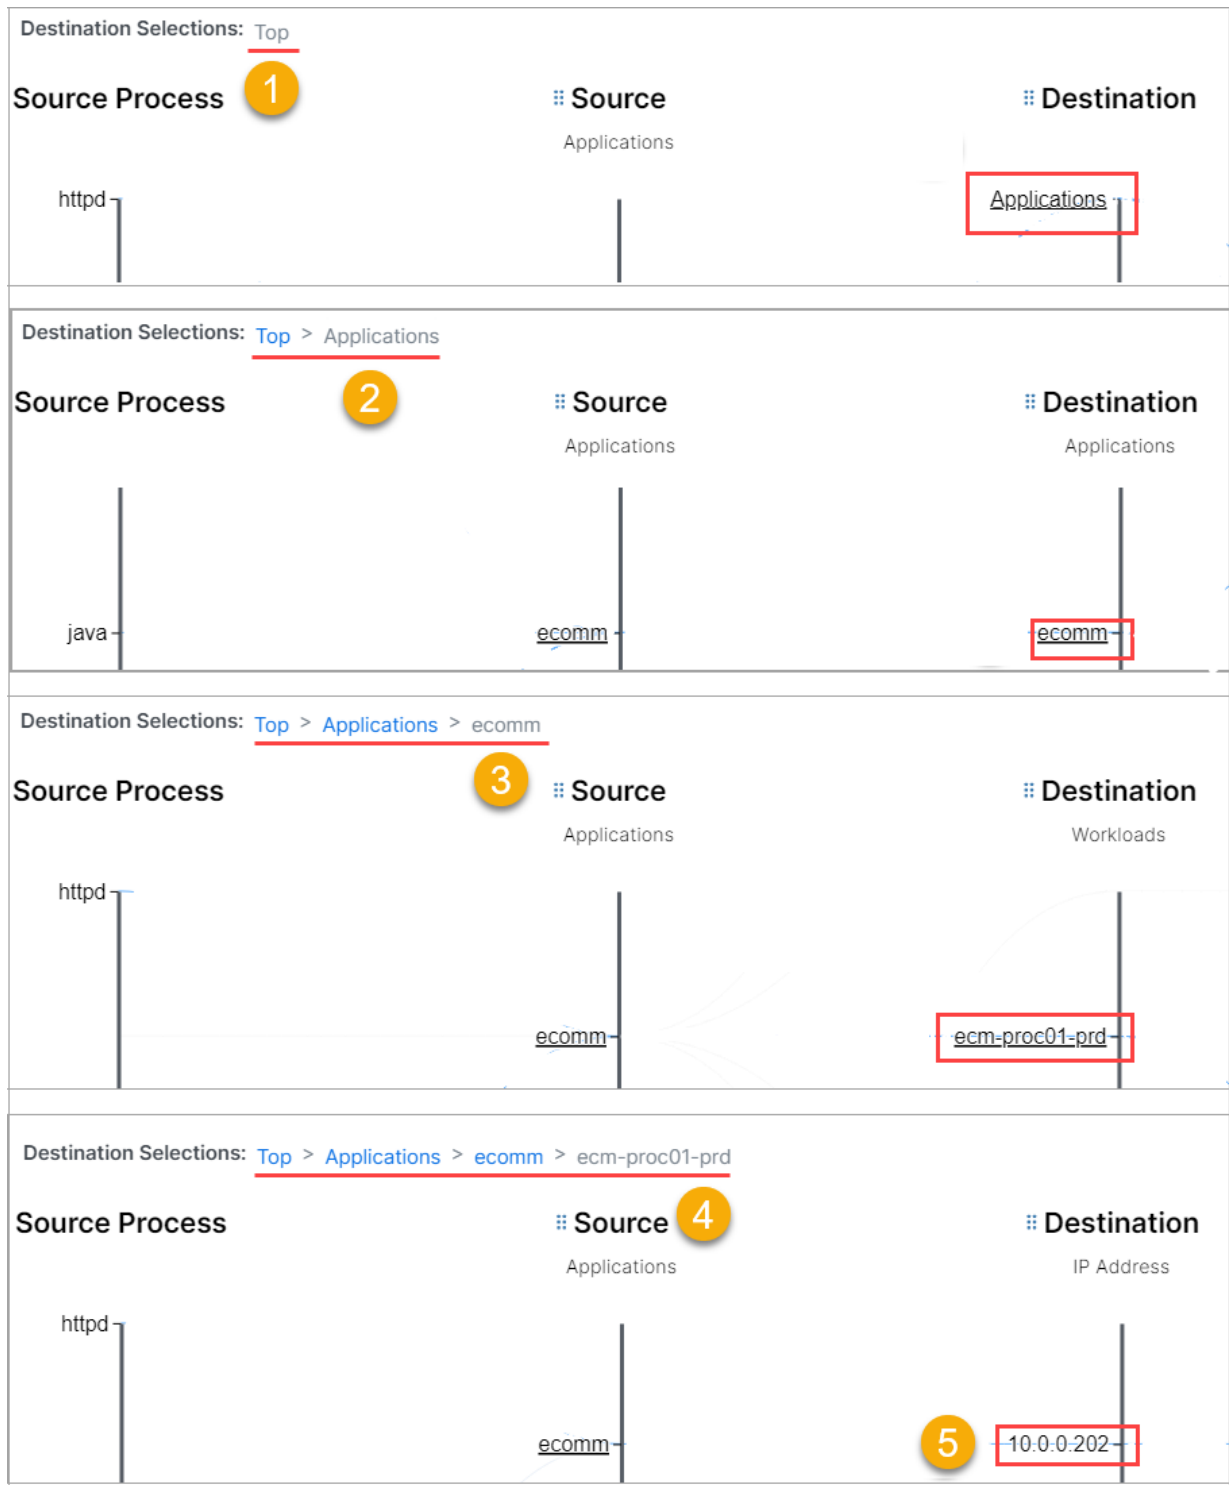 Destination Selections: Top
1
Source Process
Source
Destination
Applications
httpd
Applications
Destination Selections: Top > Applications
2
Source Process
Source
Destination
Applications
Applications
java
ecomm
ecomm
Destination Selections: Top > Applications > ecomm
3
Source Process
Source
Destination
Applications
Workloads
httpd
ecomm
ecm-proc01-prd
Destination Selections: Top > Applications > ecomm > ecm-proc01-prd
4
Source Process
Source
Destination
Applications
IP Address
httpd
ecomm
5
10.0.0.202